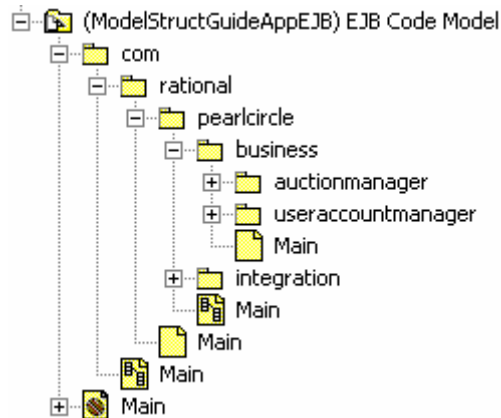 (ModelStructGuideAppEJB) EJB Code Model
com
rational
pearlcircle
business
auctionmanager
useraccountmanager
Main
integration
Main
Main
Main
Main